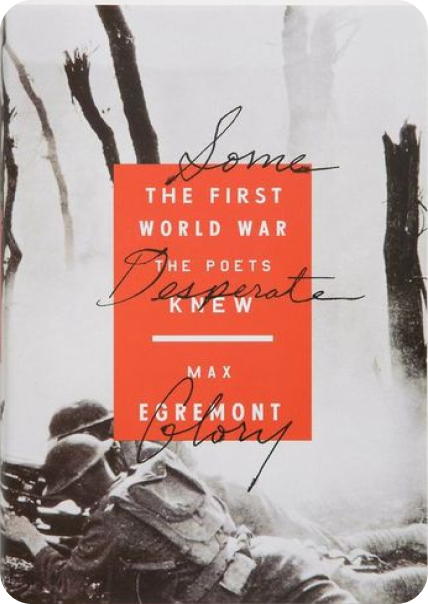 Some
THE FIRST
WORLD WAR
THE POETS
Desperate
KNEW
MAX
EGREMONT
Glory